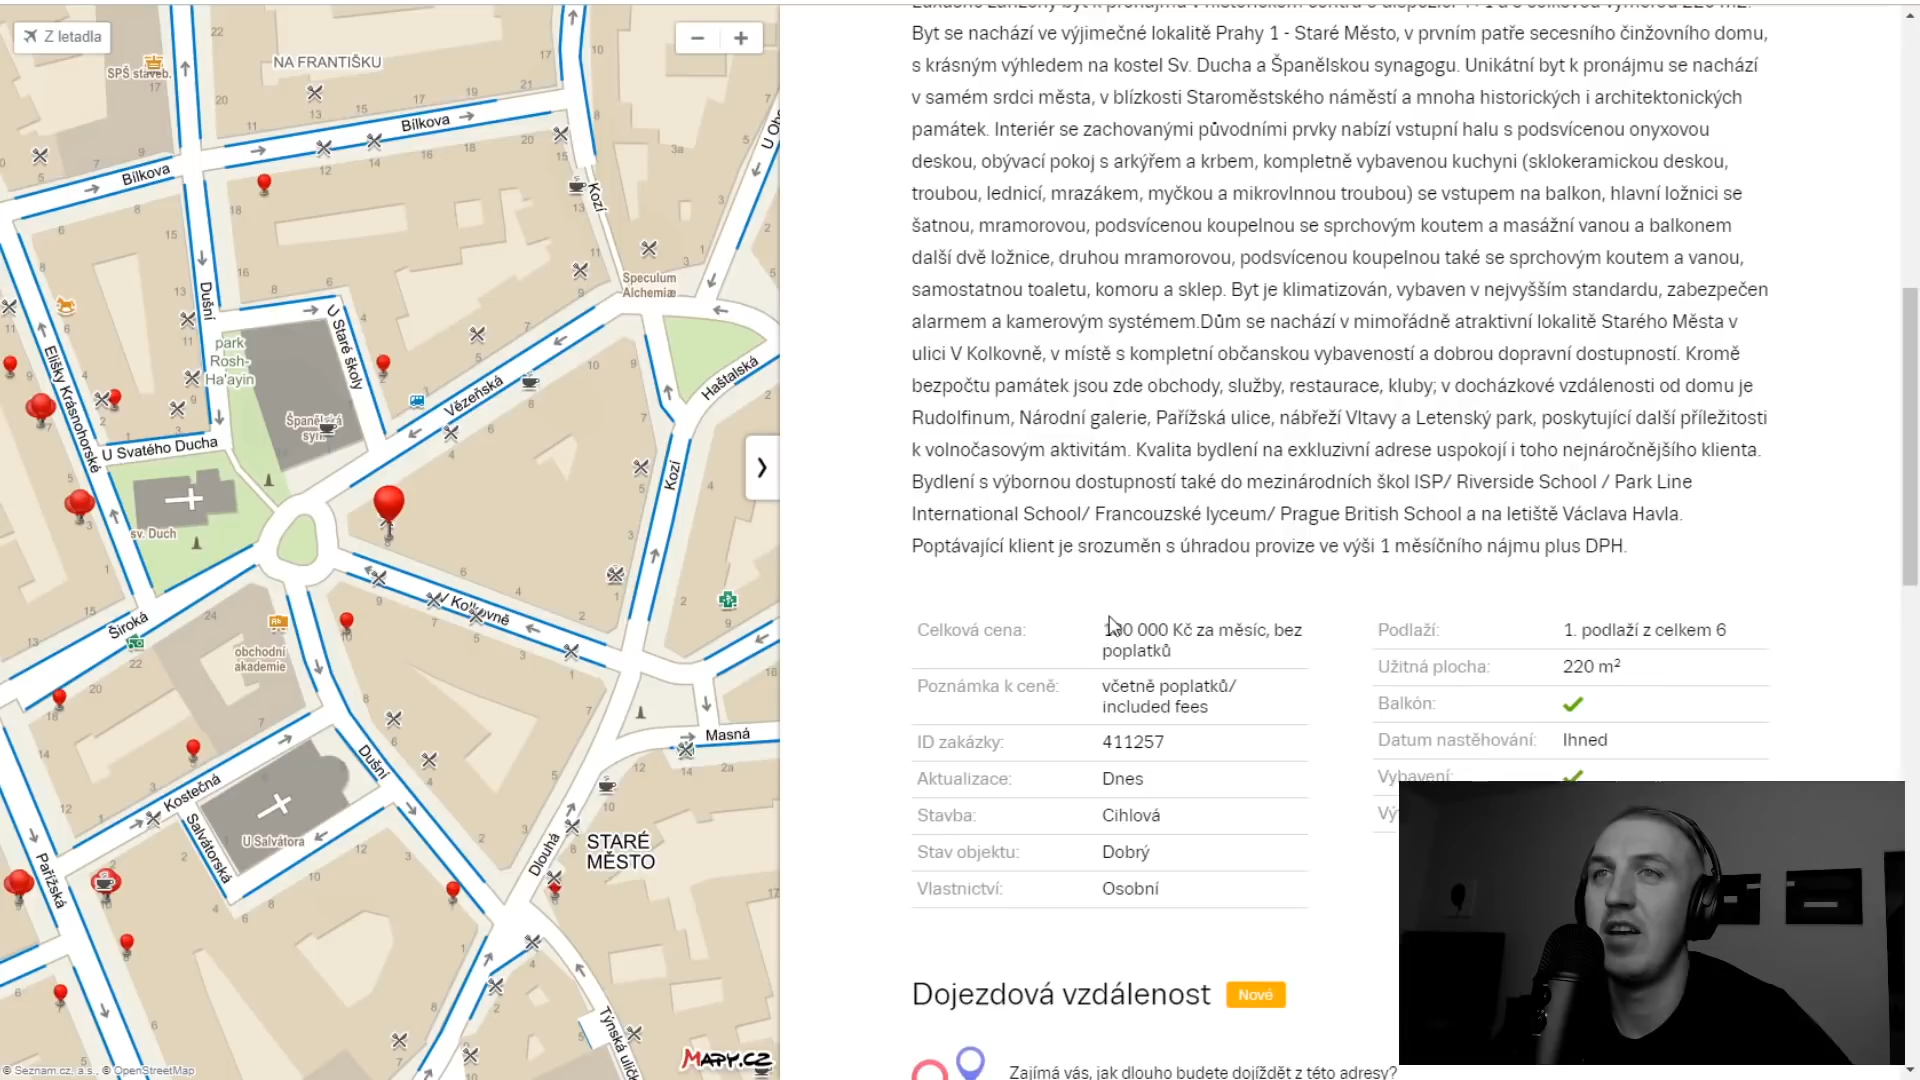 Z letadla
NA FRANTIŠKU
SPŠ staveb.
Bílkova
Bílkova
Kozí
Speculum
Alchemiæ
Dušní
U Staré školy
park
Rosh-
Ha'ayin
Elišky Krásnohorské
Vězeňská
Haštalská
U Svatého Ducha
Kozí
sv. Duch
V Kolkovně
Široká
obchodní
akademie
Masná
Kostečná
Dušní
Salvátorská
U Salvátora
Dlouhá
STARÉ
MĚSTO
Pařížská
Mapy.cz
© Seznam.cz, a.s., © OpenStreetMap
Byt se nachází ve výjimečné lokalitě Prahy 1 - Staré Město, v prvním patře secesního činžovního domu,
s krásným výhledem na kostel Sv. Ducha a Španělskou synagogu. Unikátní byt k pronájmu se nachází
v samém srdci města, v blízkosti Staroměstského náměstí a mnoha historických i architektonických
památek. Interiér se zachovanými původními prvky nabízí vstupní halu s podsvícenou onyxovou
deskou, obývací pokoj s arkýřem a krbem, kompletně vybavenou kuchyni (sklokeramickou deskou,
troubou, lednicí, mrazákem, myčkou a mikrovlnnou troubou) se vstupem na balkon, hlavní ložnici se
šatnou, mramorovou, podsvícenou koupelnou se sprchovým koutem a masážní vanou a balkonem
další dvě ložnice, druhou mramorovou, podsvícenou koupelnou také se sprchovým koutem a vanou,
samostatnou toaletu, komoru a sklep. Byt je klimatizován, vybaven v nejvyšším standardu, zabezpečen
alarmem a kamerovým systémem.Dům se nachází v mimořádně atraktivní lokalitě Starého Města v
ulici V Kolkovně, v místě s kompletní občanskou vybaveností a dobrou dopravní dostupností. Kromě
bezpočtu památek jsou zde obchody, služby, restaurace, kluby; v docházkové vzdálenosti od domu je
Rudolfinum, Národní galerie, Pařížská ulice, nábřeží Vltavy a Letenský park, poskytující další příležitosti
k volnočasovým aktivitám. Kvalita bydlení na exkluzivní adrese uspokojí i toho nejnáročnějšího klienta.
Bydlení s výbornou dostupností také do mezinárodních škol ISP/ Riverside School / Park Line
International School/ Francouzské lyceum/ Prague British School a na letiště Václava Havla.
Poptávající klient je srozuměn s úhradou provize ve výši 1 měsíčního nájmu plus DPH.
Celková cena: 000 Kč za měsíc, bez
poplatků
Poznámka k ceně: včetně poplatků/
included fees
ID zakázky: 411257
Aktualizace: Dnes
Stavba: Cihlová
Stav objektu: Dobrý
Vlastnictví: Osobní
Podlaží: 1. podlaží z celkem 6
Užitná plocha: 220 m²
Balkón:
Datum nastěhování: Ihned
Vybavení:
Dojezdová vzdálenost Nové
Zajímá vás, jak dlouho budete dojíždět z této adresy?